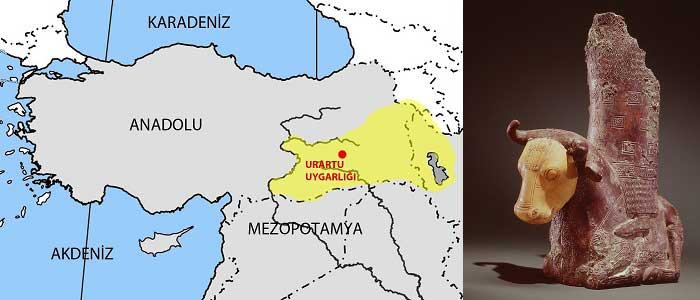 KARADENİZ
ANADOLU
URARTU
UYGARLIĞI
MEZOPOTAMYA
AKDENİZ